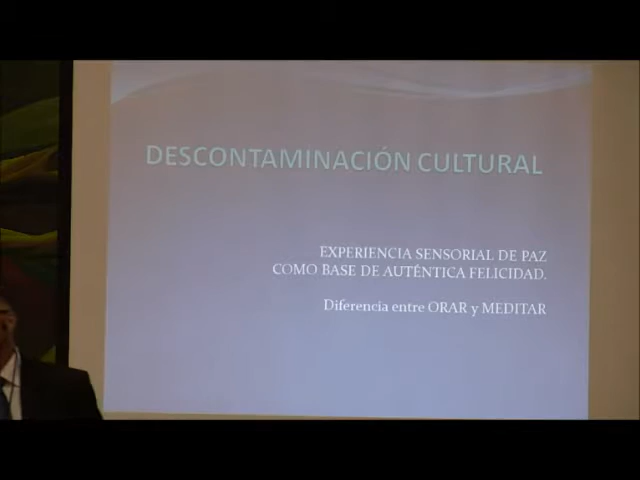 DESCONTAMINACIÓN CULTURAL
EXPERIENCIA SENSORIAL DE PAZ
COMO BASE DE AUTÉNTICA FELICIDAD.
Diferencia entre ORAR y MEDITAR